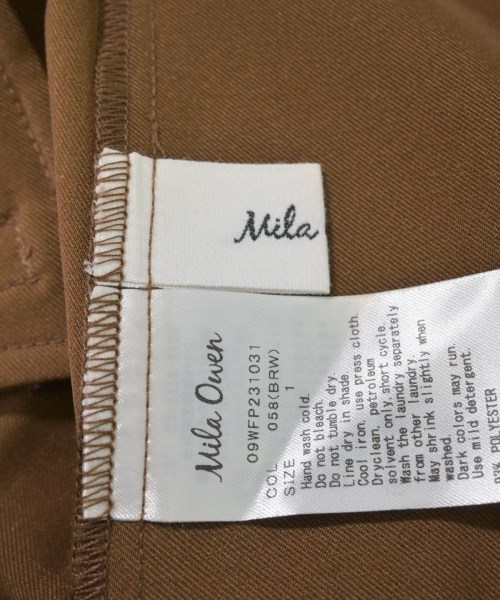 Mila
Mila Owen
09WFP231031
COL 058(BRW)
SIZE 1
Hand wash cold.
Do not bleach.
Do not tumble dry.
Line dry in shade.
Cool iron, use press cloth.
Dryclean, petroleum
solvent only,short cycle.
Wash the laundry separately
from other laundry.
May shrink slightly when
washed.
Dark colors may run.
Use mild detergent.
POLYESTER